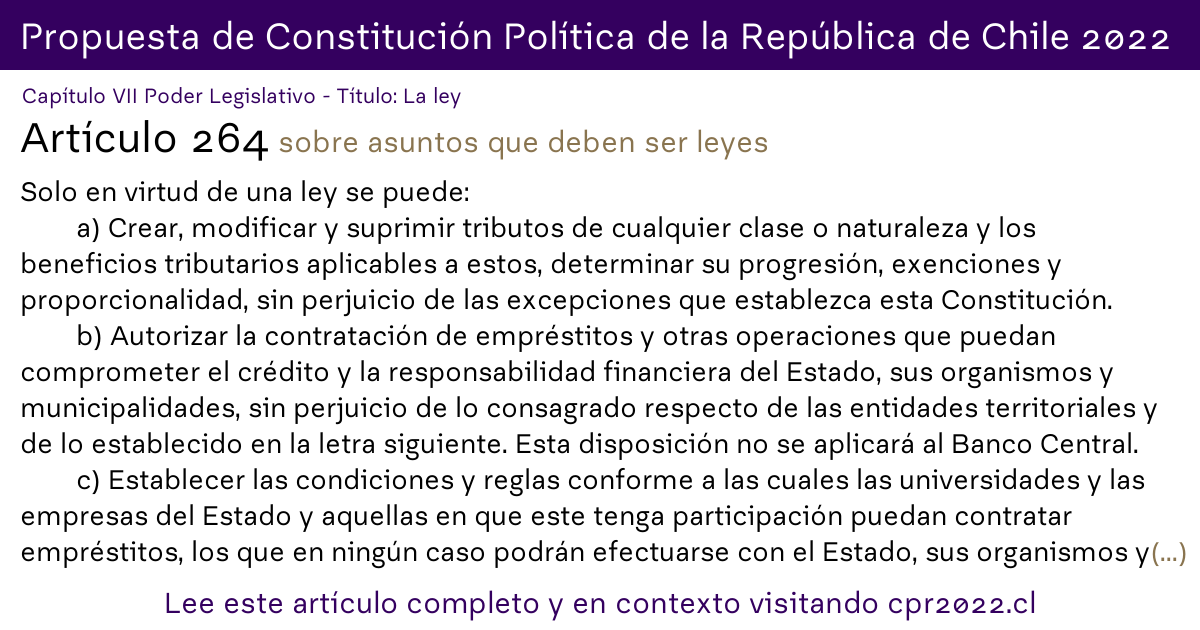 Propuesta de Constitución Política de la República de Chile 2022
Capítulo VII Poder Legislativo - Título: La ley
Artículo 264 sobre asuntos que deben ser leyes
Solo en virtud de una ley se puede:
a) Crear, modificar y suprimir tributos de cualquier clase o naturaleza y los
beneficios tributarios aplicables a estos, determinar su progresión, exenciones y
proporcionalidad, sin perjuicio de las excepciones que establezca esta Constitución.
b) Autorizar la contratación de empréstitos y otras operaciones que puedan
comprometer el crédito y la responsabilidad financiera del Estado, sus organismos y
municipalidades, sin perjuicio de lo consagrado respecto de las entidades territoriales y
de lo establecido en la letra siguiente. Esta disposición no se aplicará al Banco Central.
c) Establecer las condiciones y reglas conforme a las cuales las universidades y las
empresas del Estado y aquellas en que este tenga participación puedan contratar
empréstitos, los que en ningún caso podrán efectuarse con el Estado, sus organismos y(...)
Lee este artículo completo y en contexto visitando cpr2022.cl